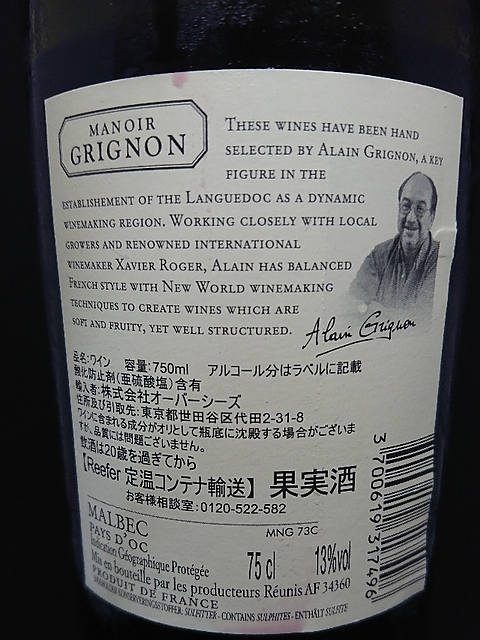 MANOIR
GRIGNON
THESE WINES HAVE BEEN HAND
SELECTED BY ALAIN GRIGNON, A KEY
FIGURE IN THE
ESTABLISHEMENT OF THE LANGUEDOC AS A DYNAMIC
WINEMAKING REGION. WORKING CLOSELY WITH LOCAL
GROWERS AND RENOWNED INTERNATIONAL
WINEMAKER XAVIER ROGER, ALAIN HAS BALANCED
FRENCH STYLE WITH NEW WORLD WINEMAKING
TECHNIQUES TO CREATE WINES WHICH ARE
SOFT AND FRUITY, YET WELL STRUCTURED.
Alain Grignon
品名:ワイン 容量:750ml アルコール分はラベルに記載
酸化防止剤(亜硫酸塩)含有
輸入者:株式会社オーバーシーズ
住所及び引取先:東京都世田谷区代田2-31-8
ワインに含まれる成分がオリとして瓶底に沈殿する場合がございま
すが、品質には問題ございません。
飲酒は20歳を過ぎてから
【Reefer 定温コンテナ輸送】 果実酒
お客様相談室:0120-522-582
MALBEC
MNG 73C
PAYS D'OC
Indication Géographique Protégée
75 cl 13%vol
Mis en bouteille par les producteurs Réunis AF 34360
PRODUIT DE FRANCE
SULFITTER - CONTAINS SULPHITES - ENTHÄLT SULFITE
3700619317496